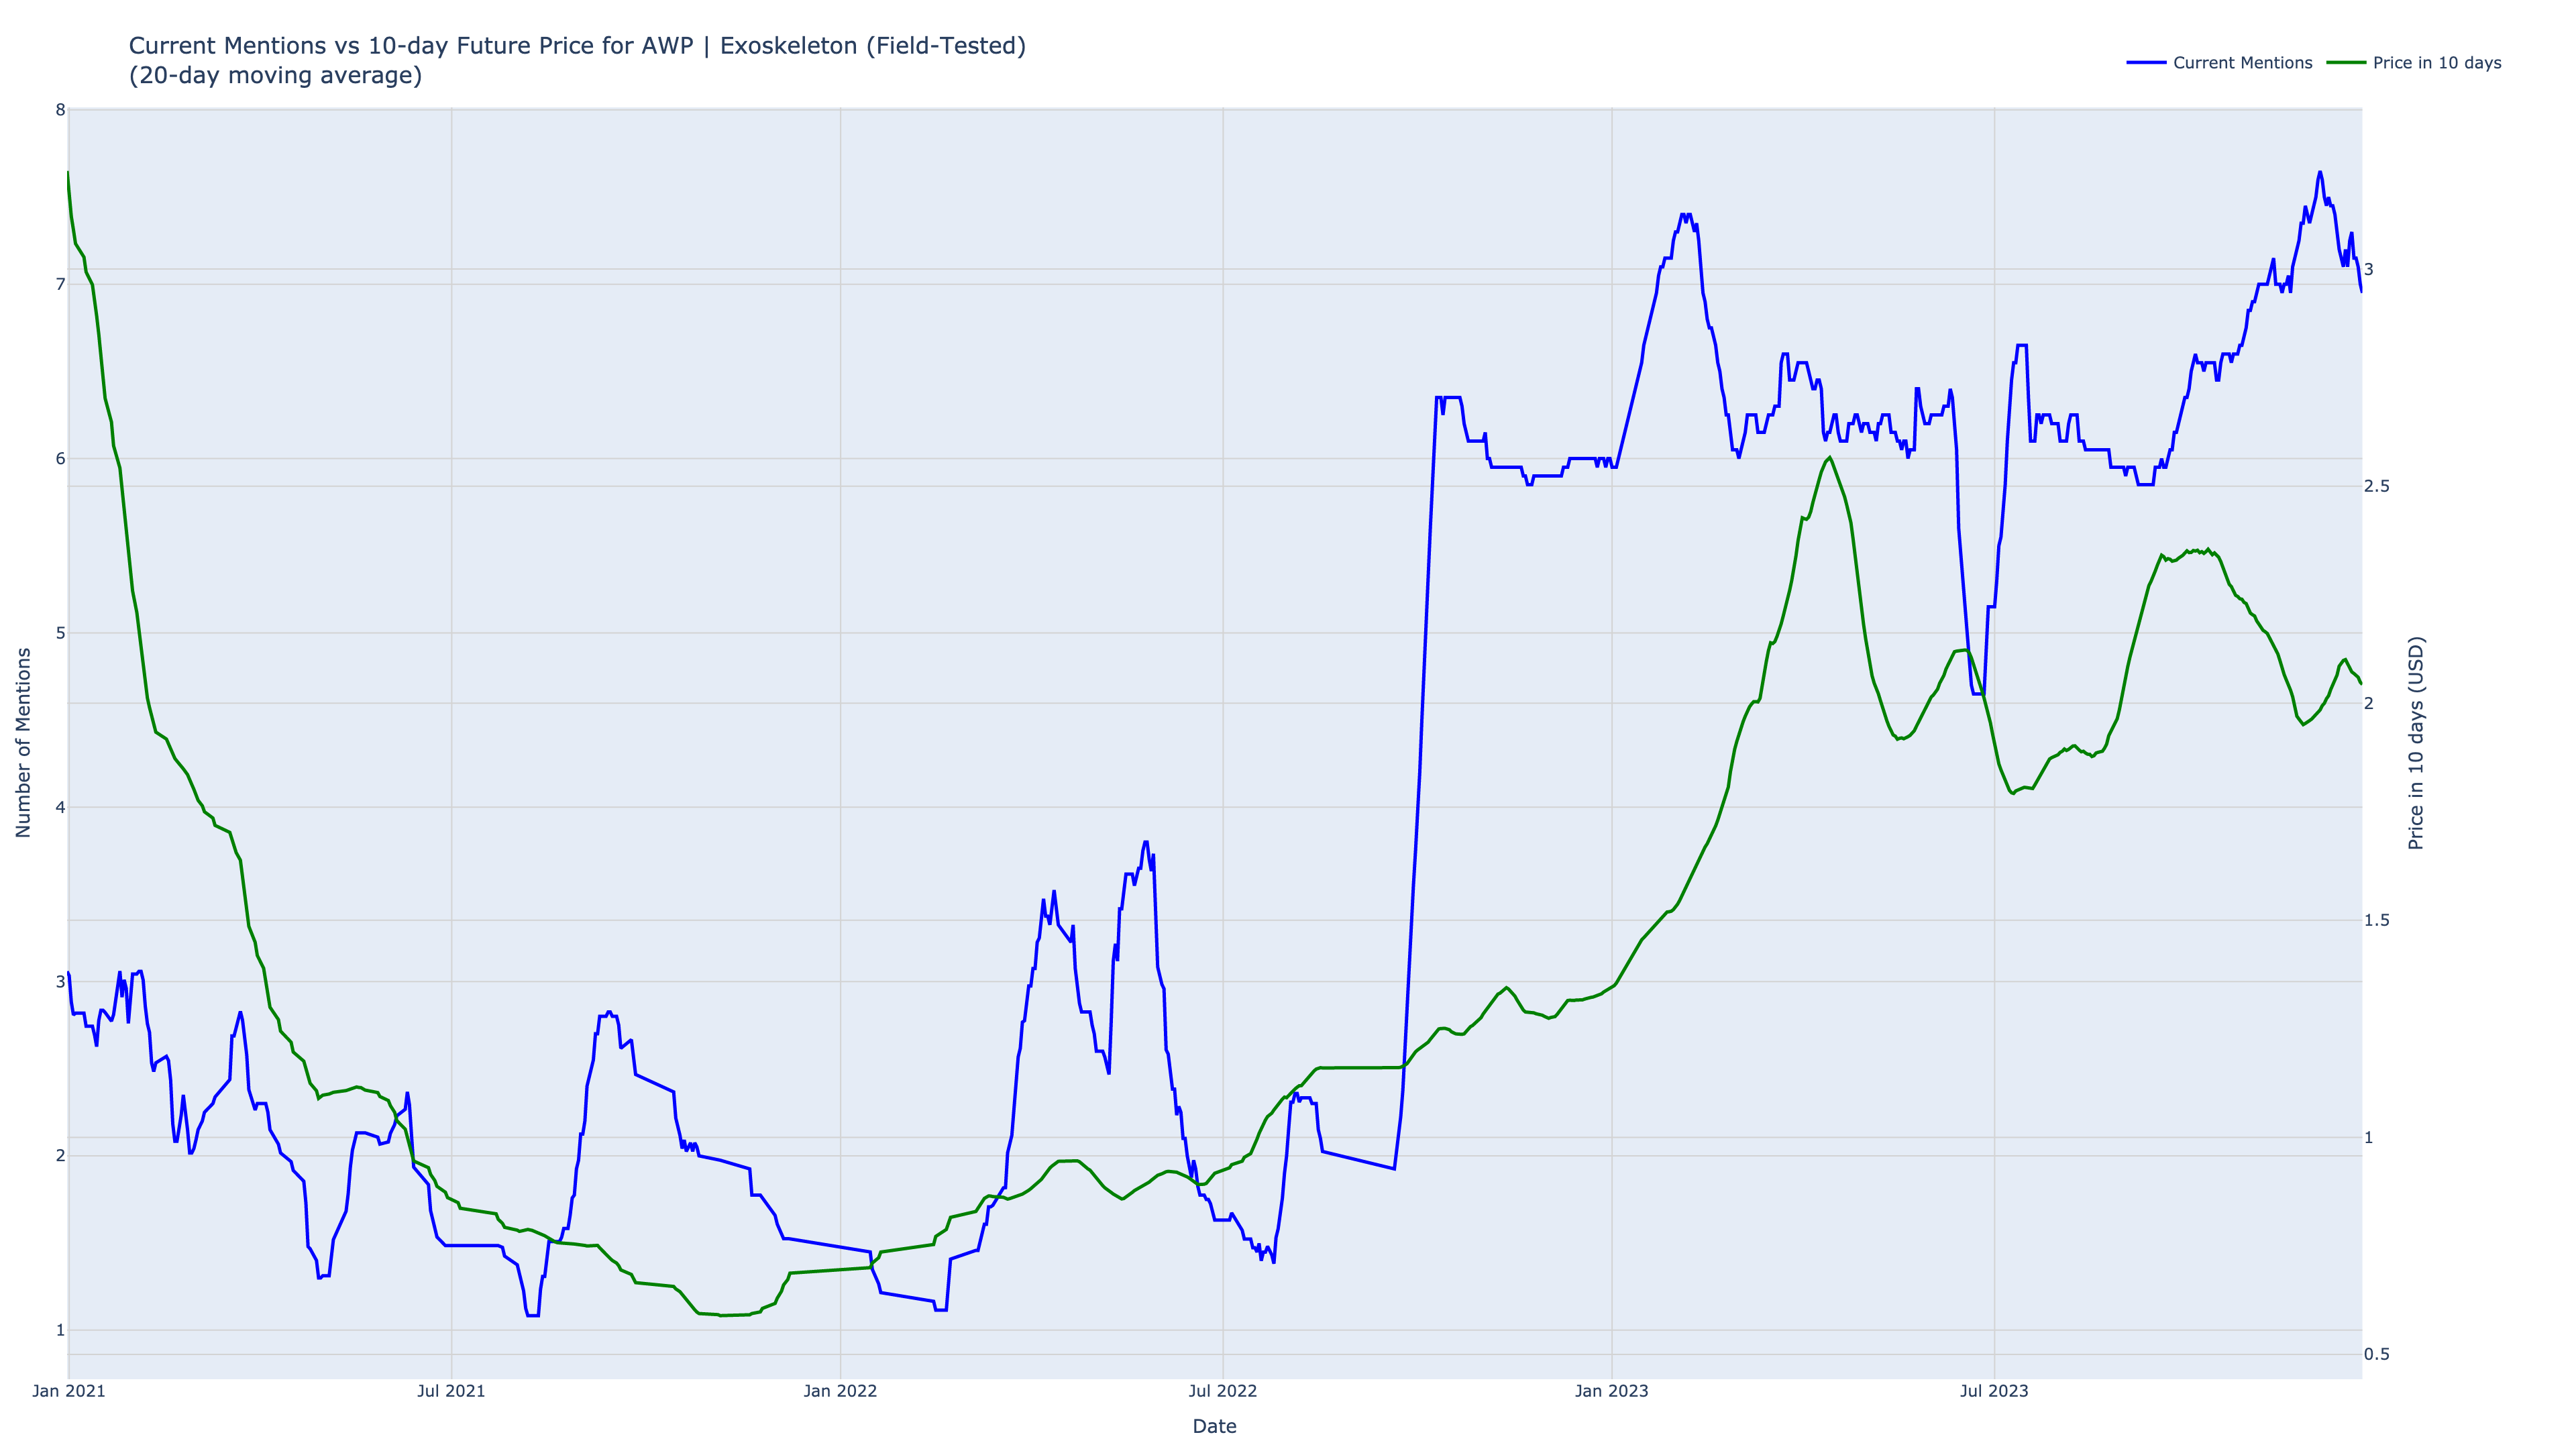 Current Mentions vs 10-day Future Price for AWP | Exoskeleton (Field-Tested)
(20-day moving average)
Current Mentions
Price in 10 days
8
7
6
5
4
3
2
1
Number of Mentions
3
2.5
2
1.5
1
0.5
Price in 10 days (USD)
Jan 2021
Jul 2021
Jan 2022
Jul 2022
Jan 2023
Jul 2023
Date